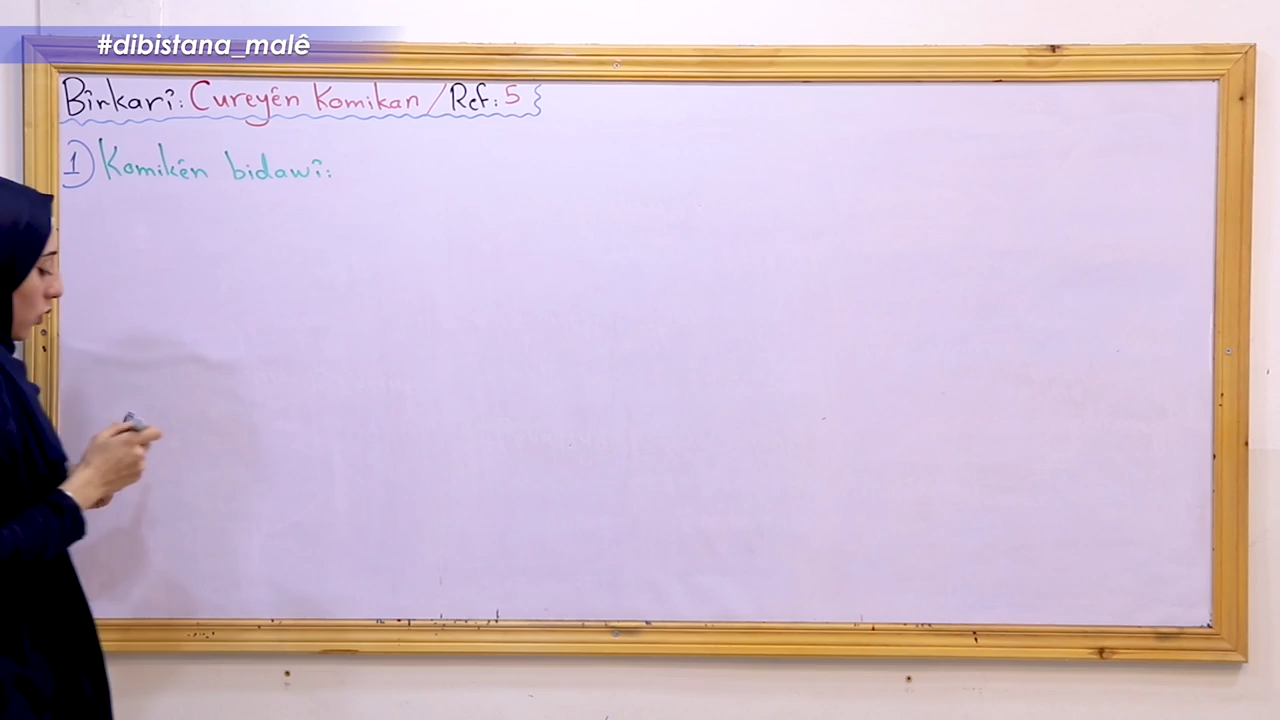 #dibistana_malê
Bîrkarî: Cureyên Komikan / Ref: 5
1) Komikên bidawî: